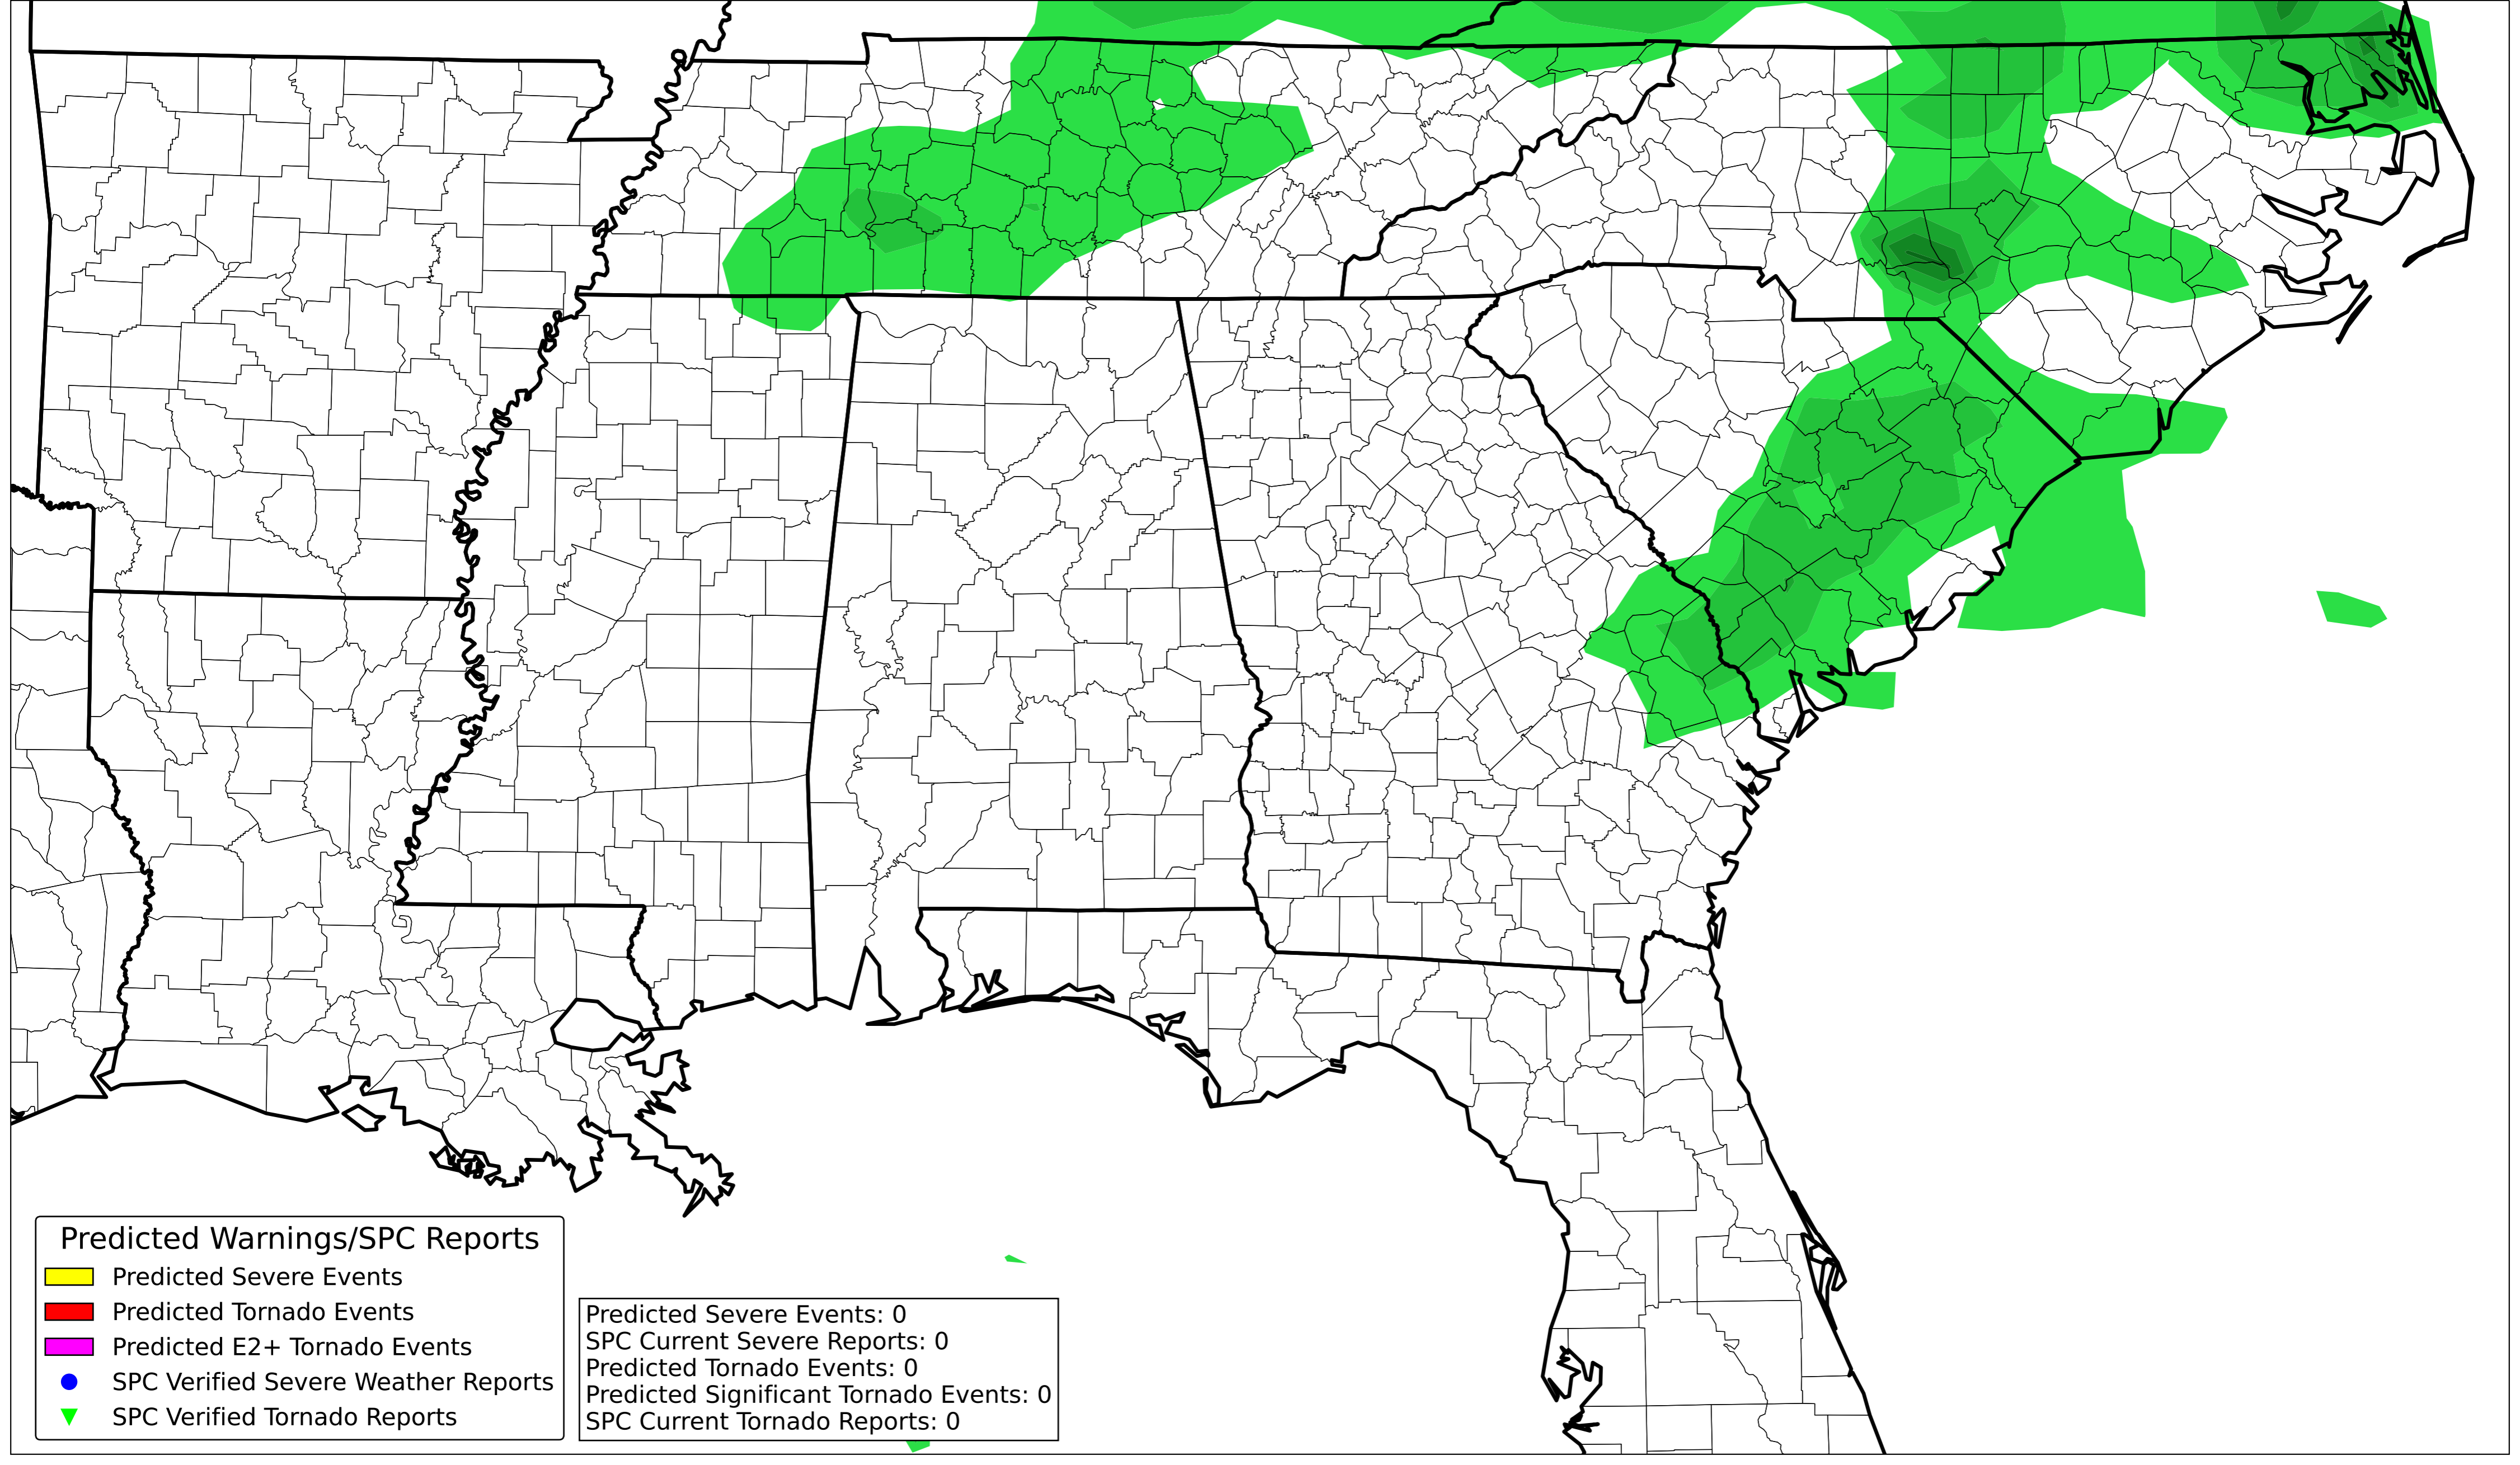 Predicted Warnings/SPC Reports
Predicted Severe Events
Predicted Tornado Events
Predicted E2+ Tornado Events
SPC Verified Severe Weather Reports
SPC Verified Tornado Reports
Predicted Severe Events: 0
SPC Current Severe Reports: 0
Predicted Tornado Events: 0
Predicted Significant Tornado Events: 0
SPC Current Tornado Reports: 0